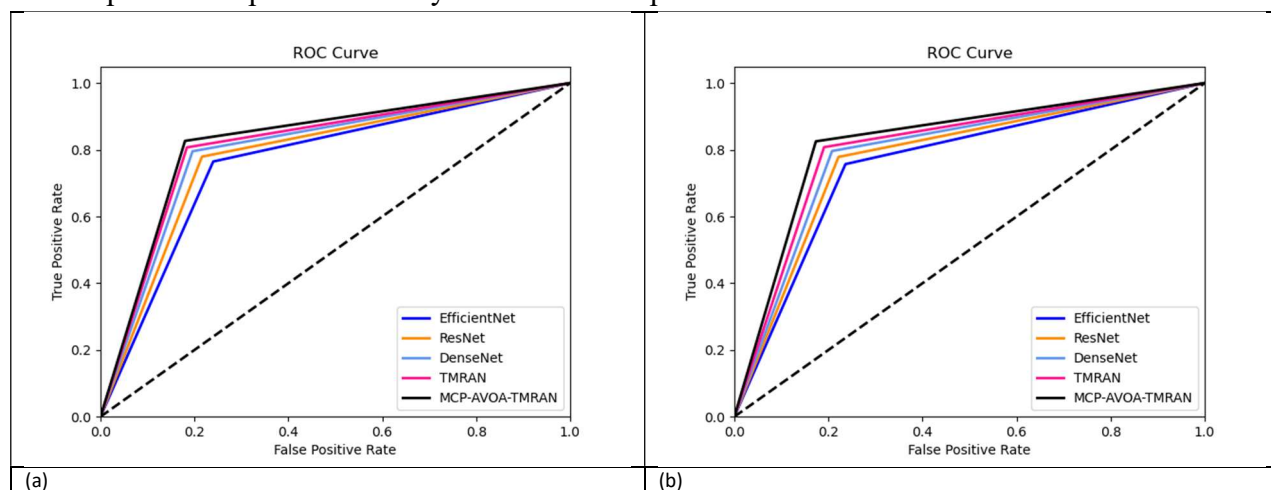 ROC Curve
1.0
0.8
0.6
0.4
0.2
0.0
True Positive Rate
EfficientNet
ResNet
DenseNet
TMRAN
MCP-AVOA-TMRAN
0.0 0.2 0.4 0.6 0.8 1.0
False Positive Rate
(a)
ROC Curve
1.0
0.8
0.6
0.4
0.2
0.0
True Positive Rate
EfficientNet
ResNet
DenseNet
TMRAN
MCP-AVOA-TMRAN
0.0 0.2 0.4 0.6 0.8 1.0
False Positive Rate
(b)